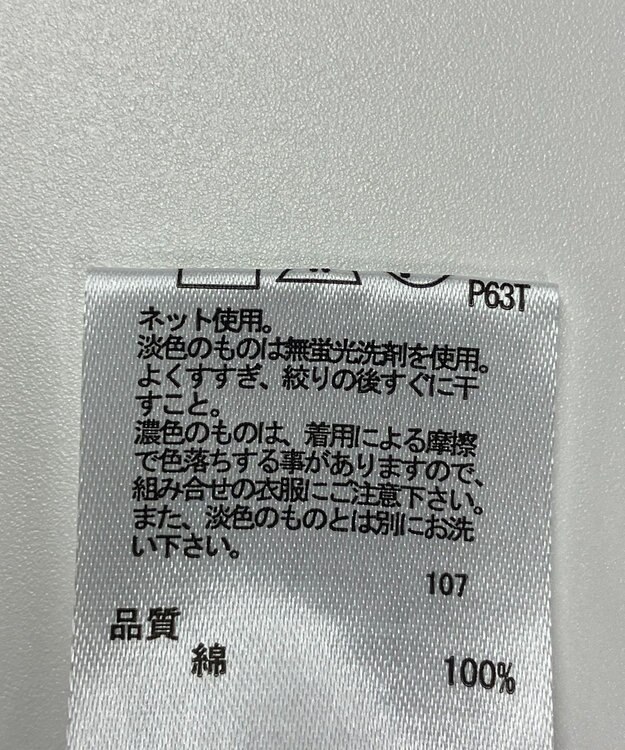 P63T
ネット使用。
淡色のものは無蛍光洗剤を使用。
よくすすぎ、絞りの後すぐに干
すこと。
濃色のものは、着用による摩擦
で色落ちする事がありますので、
組み合せの衣服にご注意下さい。
また、淡色のものとは別にお洗
い下さい。
107
品質
綿 100%